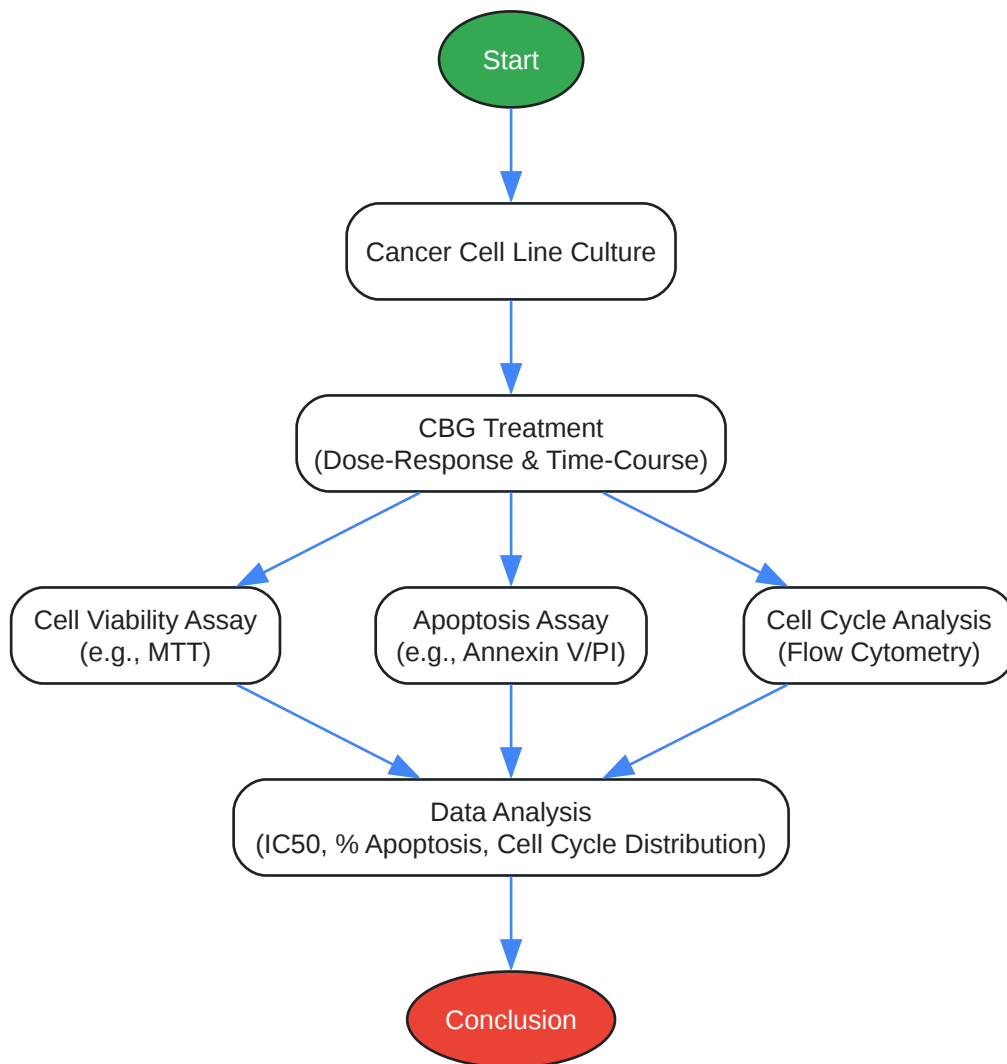 Start
Cancer Cell Line Culture
CBG Treatment
(Dose-Response & Time-Course)
Cell Viability Assay
(e.g., MTT)
Apoptosis Assay
(e.g., Annexin V/PI)
Cell Cycle Analysis
(Flow Cytometry)
Data Analysis
(IC50, % Apoptosis, Cell Cycle Distribution)
Conclusion